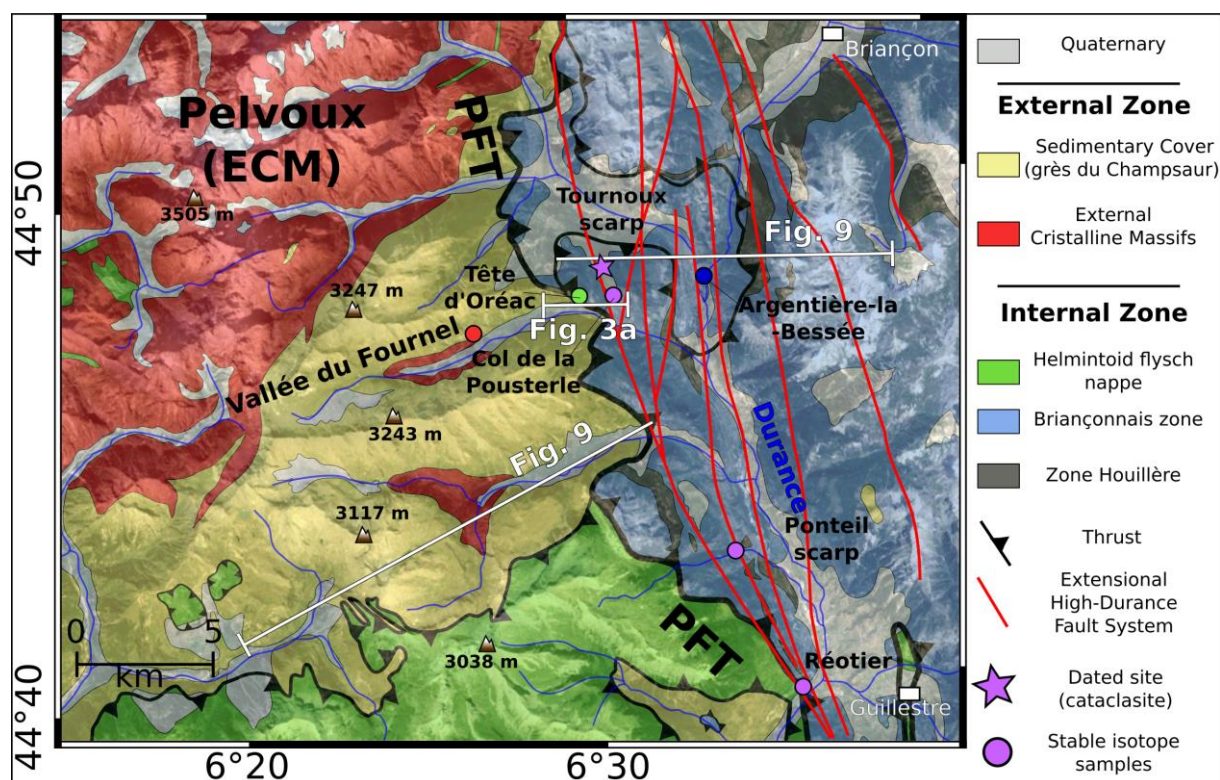 Pelvoux
(ECM)
PFT
3505 m
Briançon
Tournoux
scarp
Fig. 9
Tête
d'Oréac
3247 m
Fig. 3a
Argentière-la
-Bessée
Vallée du Fournel
Col de la
Pousterle
3243 m
Fig. 9
Durance
3117 m
Ponteil
scarp
PFT
3038 m
Réotier
Guillestre
0 5
km
44°50
44°40
6°20
6°30
Quaternary
External Zone
Sedimentary Cover
(grès du Champsaur)
External
Cristalline Massifs
Internal Zone
Helmintoid flysch
nappe
Briançonnais zone
Zone Houillère
Thrust
Extensional
High-Durance
Fault System
Dated site
(cataclasite)
Stable isotope
samples